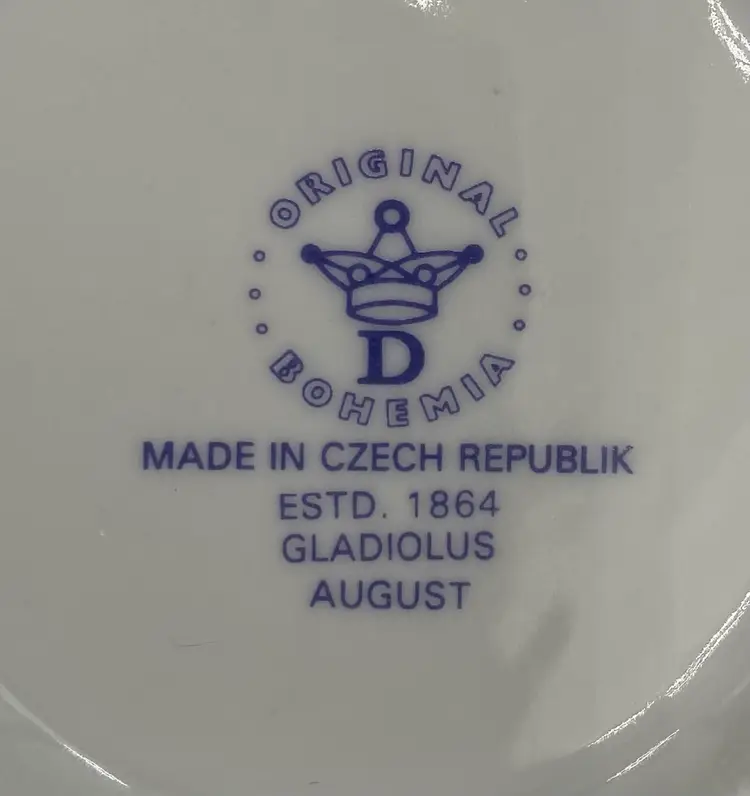 ORIGINAL
D
BOHEMIA
MADE IN CZECH REPUBLIK
ESTD. 1864
GLADIOLUS
AUGUST